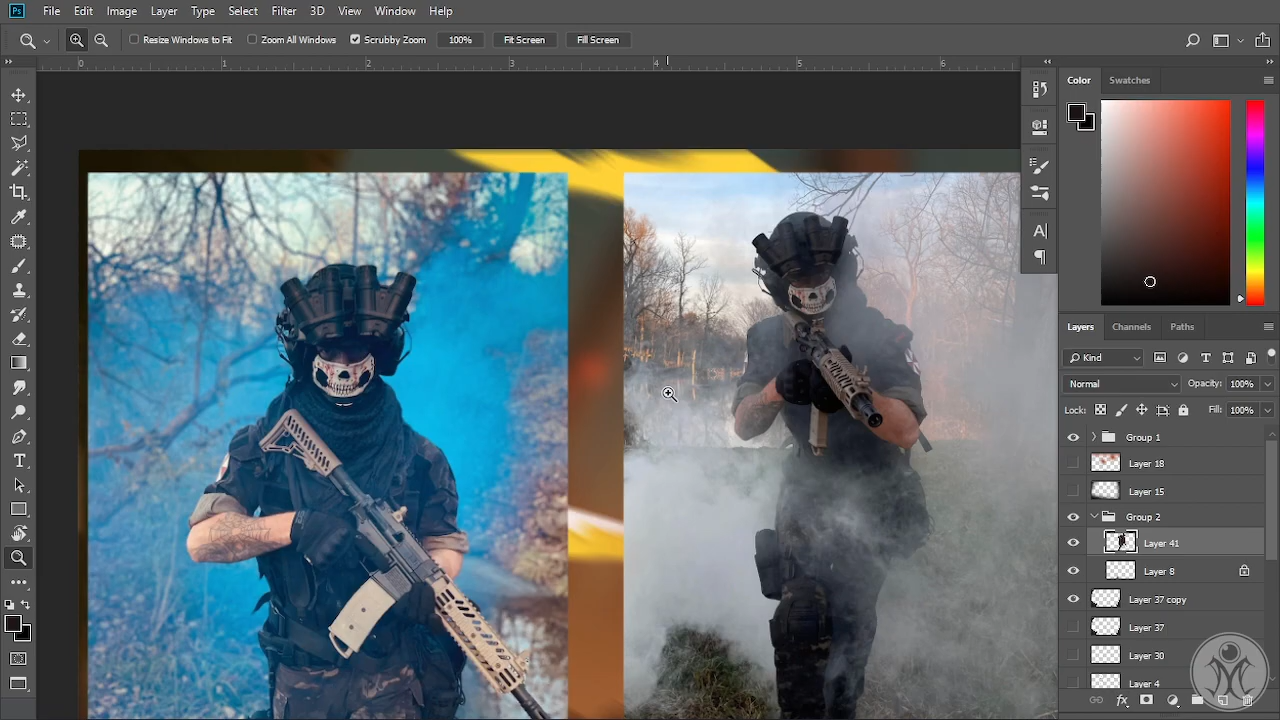 Ps File Edit Image Layer Type Select Filter 3D View Window Help
Resize Windows to Fit Zoom All Windows Scrubby Zoom 100% Fit Screen Fill Screen
0 1 2 3 4 5 6
Color Swatches
Layers Channels Paths
Kind
Normal Opacity: 100%
Lock: Fill: 100%
Group 1
Layer 18
Layer 15
Group 2
Layer 41
Layer 8
Layer 37 copy
Layer 37
Layer 30
Layer 4